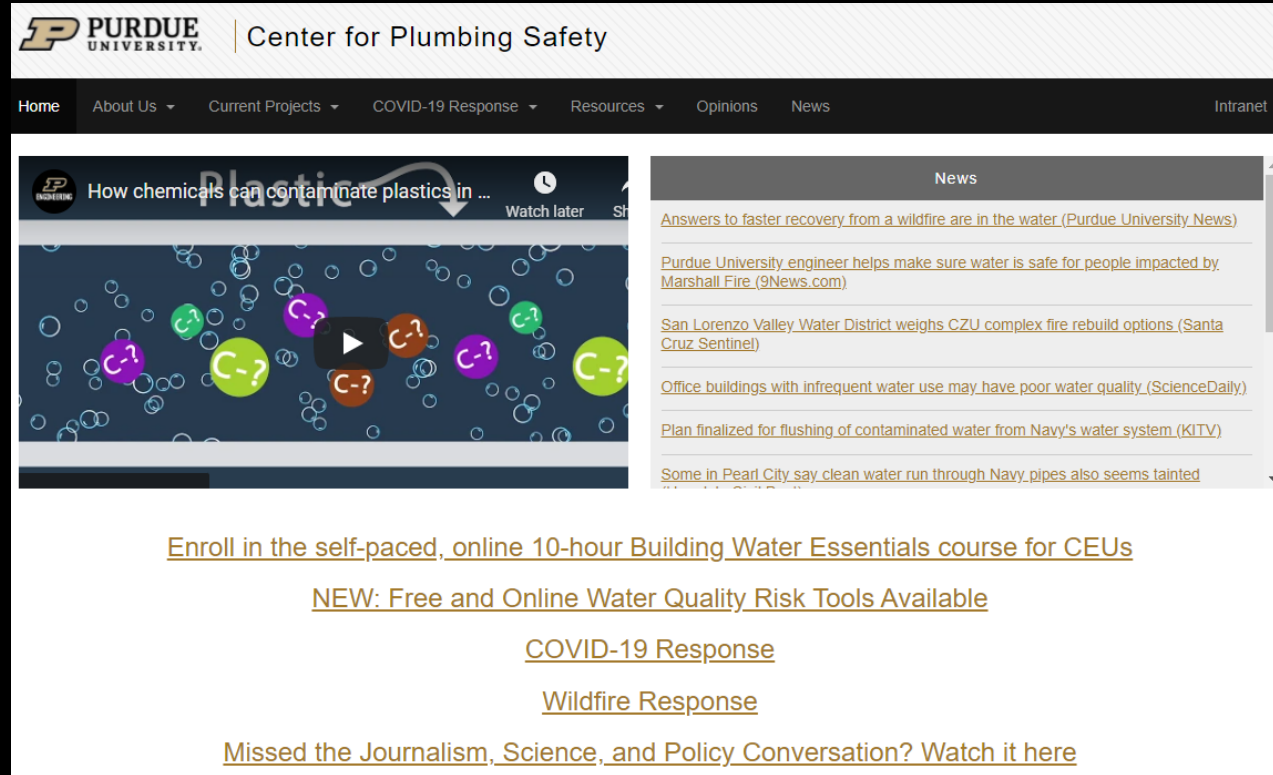 PURDUE
UNIVERSITY.
Center for Plumbing Safety
Home About Us Current Projects COVID-19 Response Resources Opinions News Intranet
Plastic
P
ENGINEERING
How chemicals can contaminate plastics in ...
Watch later
Sh
C-?
C-?
C-?
C-?
C-?
C-?
C-?
C-?
C-?
News
Answers to faster recovery from a wildfire are in the water (Purdue University News)
Purdue University engineer helps make sure water is safe for people impacted by
Marshall Fire (9News.com)
San Lorenzo Valley Water District weighs CZU complex fire rebuild options (Santa
Cruz Sentinel)
Office buildings with infrequent water use may have poor water quality (ScienceDaily)
Plan finalized for flushing of contaminated water from Navy's water system (KITV)
Some in Pearl City say clean water run through Navy pipes also seems tainted
Enroll in the self-paced, online 10-hour Building Water Essentials course for CEUs
NEW: Free and Online Water Quality Risk Tools Available
COVID-19 Response
Wildfire Response
Missed the Journalism, Science, and Policy Conversation? Watch it here